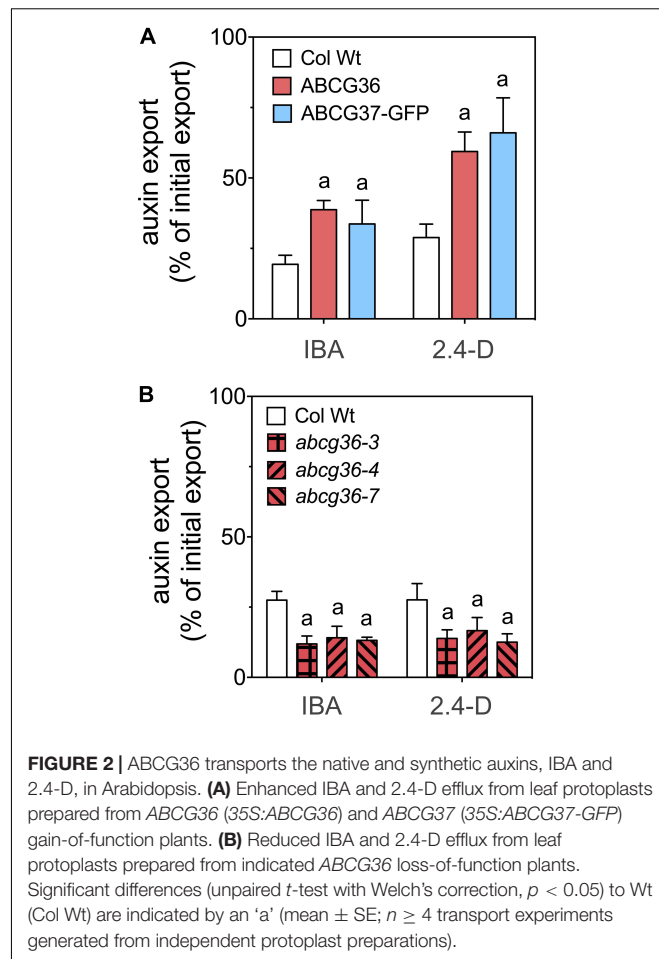 A
100
50
0
auxin export
(% of initial export)
Col Wt
ABCG36
ABCG37-GFP
a
a
a
a
IBA
2.4-D
B
100
50
0
auxin export
(% of initial export)
Col Wt
abcg36-3
abcg36-4
abcg36-7
a
a
a
a
a
a
IBA
2.4-D
FIGURE 2 | ABCG36 transports the native and synthetic auxins, IBA and
2.4-D, in Arabidopsis. (A) Enhanced IBA and 2.4-D efflux from leaf protoplasts
prepared from ABCG36 (35S:ABCG36) and ABCG37 (35S:ABCG37-GFP)
gain-of-function plants. (B) Reduced IBA and 2.4-D efflux from leaf
protoplasts prepared from indicated ABCG36 loss-of-function plants.
Significant differences (unpaired t-test with Welch's correction, p < 0.05) to Wt
(Col Wt) are indicated by an 'a' (mean ± SE; n ≥ 4 transport experiments
generated from independent protoplast preparations).